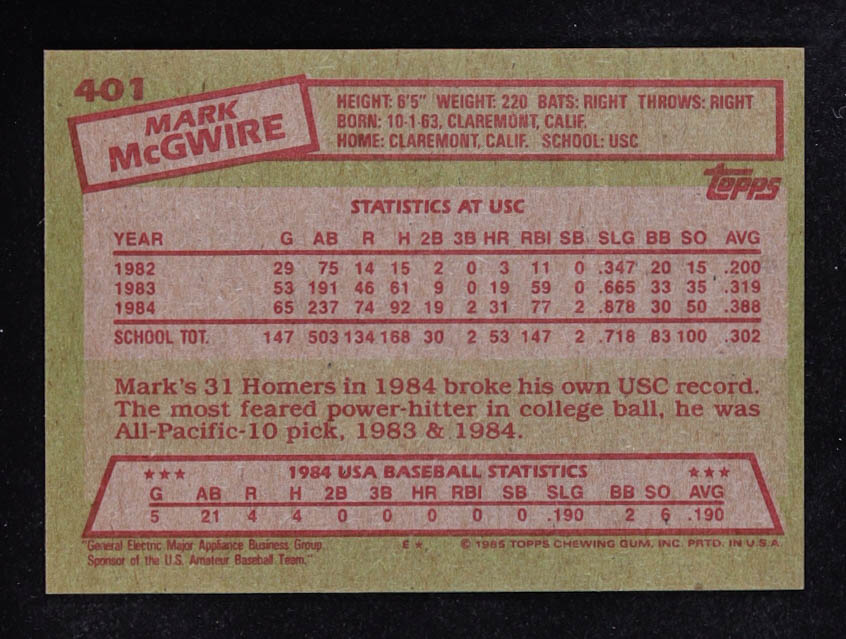 401
MARK
McGWIRE
HEIGHT: 6'5" WEIGHT: 220 BATS: RIGHT THROWS: RIGHT
BORN: 10-1-63, CLAREMONT, CALIF.
HOME: CLAREMONT, CALIF. SCHOOL: USC
topps
STATISTICS AT USC
YEAR G AB R H 2B 3B HR RBI SB SLG BB SO AVG
1982 29 75 14 15 2 0 3 11 0 .347 20 15 .200
1983 53 191 46 61 9 0 19 59 0 .665 33 35 .319
1984 65 237 74 92 19 2 31 77 2 .878 30 50 .388
SCHOOL TOT. 147 503 134 168 30 2 53 147 2 .718 83 100 .302
Mark's 31 Homers in 1984 broke his own USC record.
The most feared power-hitter in college ball, he was
All-Pacific-10 pick, 1983 & 1984.
★★★ 1984 USA BASEBALL STATISTICS ★★★
G AB R H 2B 3B HR RBI SB SLG BB SO AVG
5 21 4 4 0 0 0 0 0 .190 2 6 .190
"General Electric Major Appliance Business Group, E★ © 1985 TOPPS CHEWING GUM, INC. PRTD. IN U.S.A.
Sponsor of the U.S. Amateur Baseball Team."